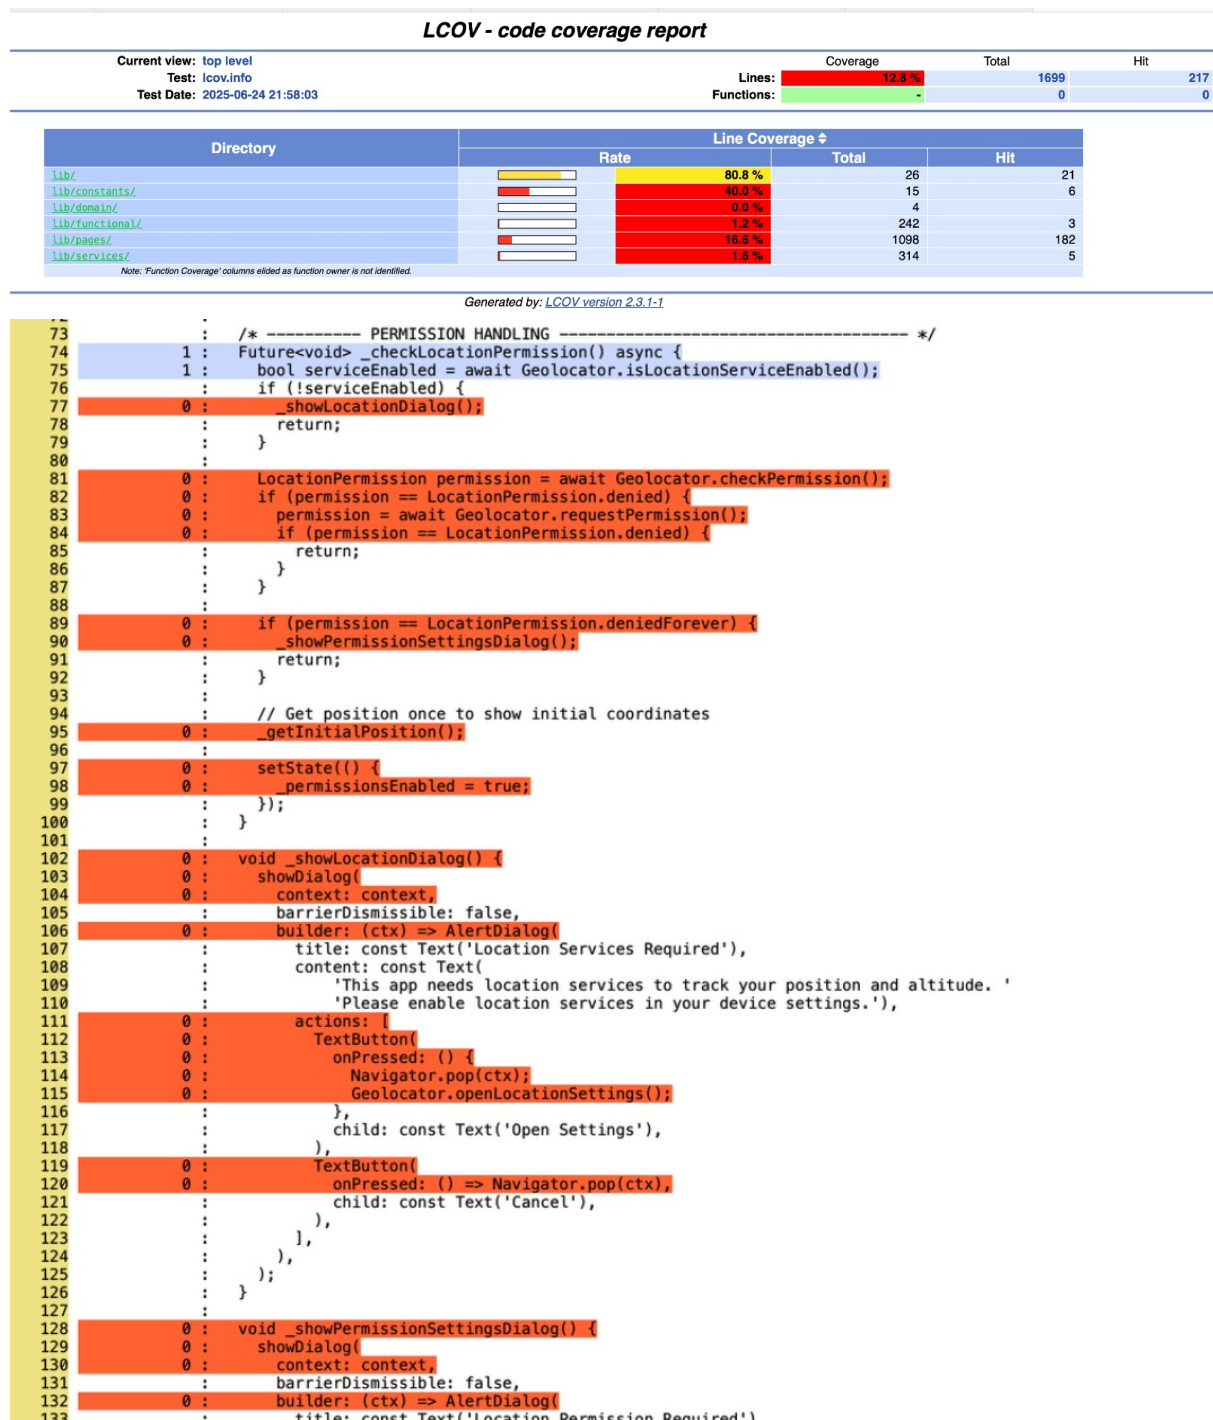 LCOV - code coverage report
Current view: top level
Test: lcov.info
Test Date: 2025-06-24 21:58:03
Coverage Total Hit
Lines: 12.8 % 1699 217
Functions: - 0 0
Directory Line Coverage
Rate Total Hit
lib/ 80.8 % 26 21
lib/constants/ 40.0 % 15 6
lib/domain/ 0.0 % 4
lib/functional/ 1.2 % 242 3
lib/pages/ 16.6 % 1098 182
lib/services/ 1.6 % 314 5
Note: 'Function Coverage' columns elided as function owner is not identified.
Generated by: LCOV version 2.3.1-1
72 :
73 : /* ---------- PERMISSION HANDLING ------------------------------------- */
74 1 : Future<void> _checkLocationPermission() async {
75 1 : bool serviceEnabled = await Geolocator.isLocationServiceEnabled();
76 : if (!serviceEnabled) {
77 0 : _showLocationDialog();
78 : return;
79 : }
80 :
81 0 : LocationPermission permission = await Geolocator.checkPermission();
82 0 : if (permission == LocationPermission.denied) {
83 0 : permission = await Geolocator.requestPermission();
84 0 : if (permission == LocationPermission.denied) {
85 : return;
86 : }
87 : }
88 :
89 0 : if (permission == LocationPermission.deniedForever) {
90 0 : _showPermissionSettingsDialog();
91 : return;
92 : }
93 :
94 : // Get position once to show initial coordinates
95 0 : _getInitialPosition();
96 :
97 0 : setState(() {
98 0 : _permissionsEnabled = true;
99 : });
100 : }
101 :
102 0 : void _showLocationDialog() {
103 0 : showDialog(
104 0 : context: context,
105 : barrierDismissible: false,
106 0 : builder: (ctx) => AlertDialog(
107 : title: const Text('Location Services Required'),
108 : content: const Text(
109 : 'This app needs location services to track your position and altitude. '
110 : 'Please enable location services in your device settings.'),
111 0 : actions: [
112 0 : TextButton(
113 0 : onPressed: () {
114 0 : Navigator.pop(ctx);
115 0 : Geolocator.openLocationSettings();
116 : },
117 : child: const Text('Open Settings'),
118 : ),
119 0 : TextButton(
120 0 : onPressed: () => Navigator.pop(ctx),
121 : child: const Text('Cancel'),
122 : ),
123 : ],
124 : ),
125 : );
126 : }
127 :
128 0 : void _showPermissionSettingsDialog() {
129 0 : showDialog(
130 0 : context: context,
131 : barrierDismissible: false,
132 0 : builder: (ctx) => AlertDialog(
133 : title: const Text('Location Permission Required')